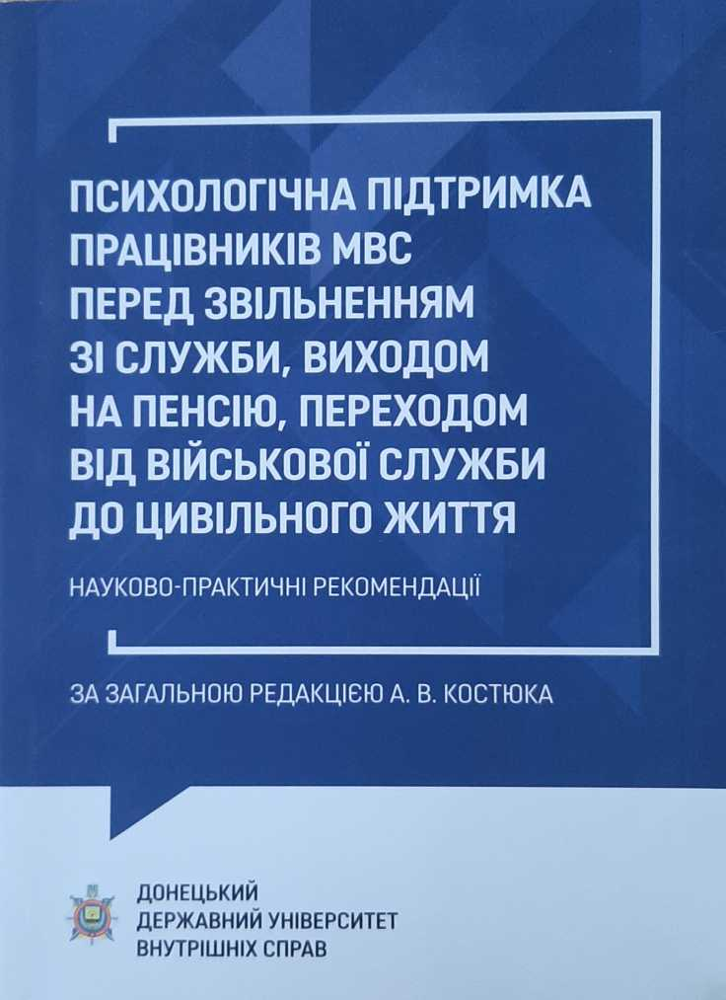 ПСИХОЛОГІЧНА ПІДТРИМКА
ПРАЦІВНИКІВ МВС
ПЕРЕД ЗВІЛЬНЕННЯМ
ЗІ СЛУЖБИ, ВИХОДОМ
НА ПЕНСІЮ, ПЕРЕХОДОМ
ВІД ВІЙСЬКОВОЇ СЛУЖБИ
ДО ЦИВІЛЬНОГО ЖИТТЯ
НАУКОВО-ПРАКТИЧНІ РЕКОМЕНДАЦІЇ
ЗА ЗАГАЛЬНОЮ РЕДАКЦІЄЮ А. В. КОСТЮКА
ДОНЕЦЬКИЙ
ДЕРЖАВНИЙ УНІВЕРСИТЕТ
ВНУТРІШНІХ СПРАВ